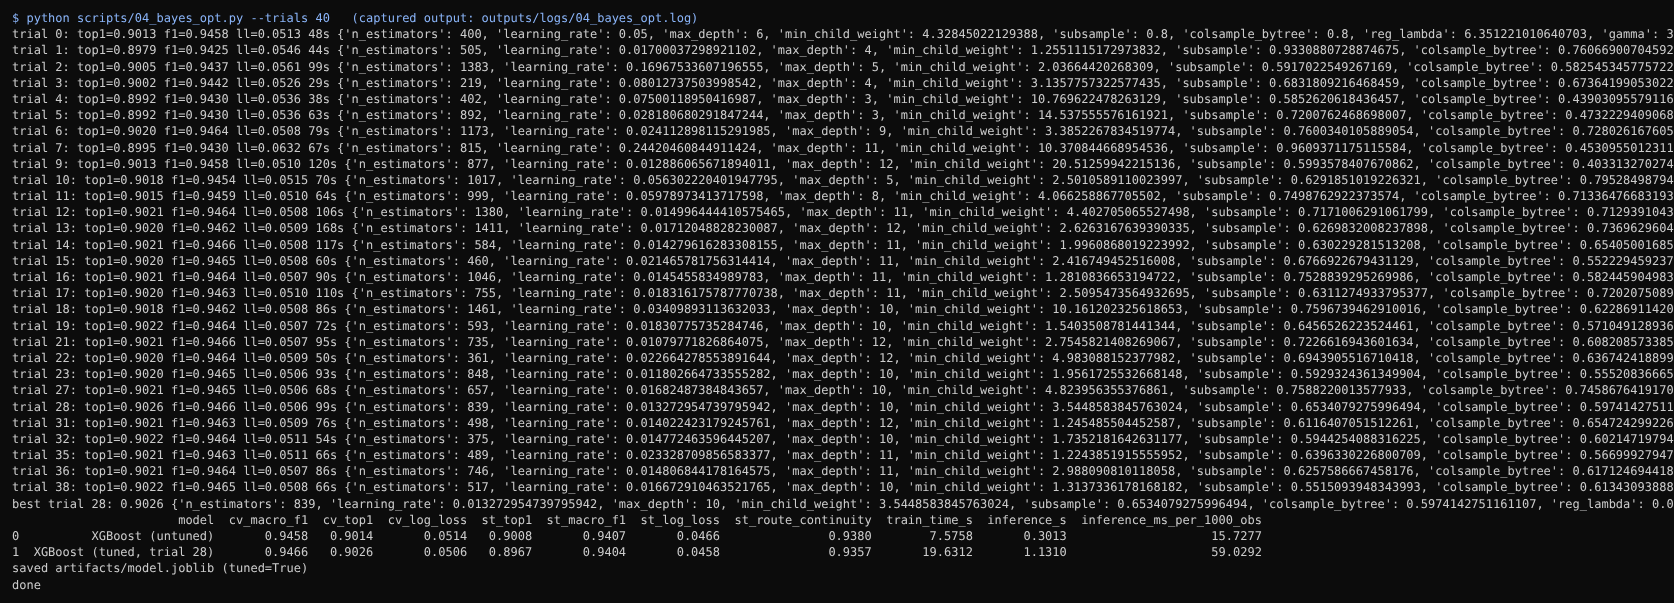 $ python scripts/04_bayes_opt.py --trials 40   (captured output: outputs/logs/04_bayes_opt.log)
trial 0: top1=0.9013 f1=0.9458 ll=0.0513 48s {'n_estimators': 400, 'learning_rate': 0.05, 'max_depth': 6, 'min_child_weight': 4.32845022129388, 'subsample': 0.8, 'colsample_bytree': 0.8, 'reg_lambda': 6.351221010640703, 'gamma': 3
trial 1: top1=0.8979 f1=0.9425 ll=0.0546 44s {'n_estimators': 505, 'learning_rate': 0.01700037298921102, 'max_depth': 4, 'min_child_weight': 1.2551115172973832, 'subsample': 0.9330880728874675, 'colsample_bytree': 0.76066900704592
trial 2: top1=0.9005 f1=0.9437 ll=0.0561 99s {'n_estimators': 1383, 'learning_rate': 0.16967533607196555, 'max_depth': 5, 'min_child_weight': 2.03664420268309, 'subsample': 0.5917022549267169, 'colsample_bytree': 0.582545345775722
trial 3: top1=0.9002 f1=0.9442 ll=0.0526 29s {'n_estimators': 219, 'learning_rate': 0.08012737503998542, 'max_depth': 4, 'min_child_weight': 3.1357757322577435, 'subsample': 0.6831809216468459, 'colsample_bytree': 0.673641990053022
trial 4: top1=0.8992 f1=0.9430 ll=0.0536 38s {'n_estimators': 402, 'learning_rate': 0.07500118950416987, 'max_depth': 3, 'min_child_weight': 10.769622478263129, 'subsample': 0.5852620618436457, 'colsample_bytree': 0.43903095579116
trial 5: top1=0.8992 f1=0.9430 ll=0.0536 63s {'n_estimators': 892, 'learning_rate': 0.028180680291847244, 'max_depth': 3, 'min_child_weight': 14.537555576161921, 'subsample': 0.7200762468698007, 'colsample_bytree': 0.4732229409068
trial 6: top1=0.9020 f1=0.9464 ll=0.0508 79s {'n_estimators': 1173, 'learning_rate': 0.024112898115291985, 'max_depth': 9, 'min_child_weight': 3.3852267834519774, 'subsample': 0.7600340105889054, 'colsample_bytree': 0.728026167605
trial 7: top1=0.8995 f1=0.9430 ll=0.0632 67s {'n_estimators': 815, 'learning_rate': 0.24420460844911424, 'max_depth': 11, 'min_child_weight': 10.370844668954536, 'subsample': 0.9609371175115584, 'colsample_bytree': 0.4530955012311
trial 9: top1=0.9013 f1=0.9458 ll=0.0510 120s {'n_estimators': 877, 'learning_rate': 0.012886065671894011, 'max_depth': 12, 'min_child_weight': 20.51259942215136, 'subsample': 0.5993578407670862, 'colsample_bytree': 0.403313270274
trial 10: top1=0.9018 f1=0.9454 ll=0.0515 70s {'n_estimators': 1017, 'learning_rate': 0.056302220401947795, 'max_depth': 5, 'min_child_weight': 2.5010589110023997, 'subsample': 0.6291851019226321, 'colsample_bytree': 0.79528498794
trial 11: top1=0.9015 f1=0.9459 ll=0.0510 64s {'n_estimators': 999, 'learning_rate': 0.05978973413717598, 'max_depth': 8, 'min_child_weight': 4.066258867705502, 'subsample': 0.749862922373574, 'colsample_bytree': 0.71336476683193
trial 12: top1=0.9021 f1=0.9464 ll=0.0508 106s {'n_estimators': 1380, 'learning_rate': 0.014996444410575465, 'max_depth': 11, 'min_child_weight': 4.402705065527498, 'subsample': 0.7171006291061799, 'colsample_bytree': 0.7129391043
trial 13: top1=0.9020 f1=0.9462 ll=0.0509 168s {'n_estimators': 1411, 'learning_rate': 0.01712048828230087, 'max_depth': 12, 'min_child_weight': 2.6263167639390335, 'subsample': 0.6269832008237898, 'colsample_bytree': 0.7369629604
trial 14: top1=0.9021 f1=0.9466 ll=0.0508 117s {'n_estimators': 584, 'learning_rate': 0.014279616283308155, 'max_depth': 11, 'min_child_weight': 1.9960868019223992, 'subsample': 0.630229281513208, 'colsample_bytree': 0.65405001685
trial 15: top1=0.9020 f1=0.9465 ll=0.0508 60s {'n_estimators': 460, 'learning_rate': 0.021465781756314414, 'max_depth': 11, 'min_child_weight': 2.416749452516008, 'subsample': 0.6766922679431129, 'colsample_bytree': 0.552229459237
trial 16: top1=0.9021 f1=0.9464 ll=0.0507 90s {'n_estimators': 1046, 'learning_rate': 0.0145455834989783, 'max_depth': 11, 'min_child_weight': 1.2810836653194722, 'subsample': 0.7528839295269986, 'colsample_bytree': 0.582445904983
trial 17: top1=0.9020 f1=0.9463 ll=0.0510 110s {'n_estimators': 755, 'learning_rate': 0.018316175787770738, 'max_depth': 11, 'min_child_weight': 2.5095473564932695, 'subsample': 0.6311274933795377, 'colsample_bytree': 0.7202075089
trial 18: top1=0.9018 f1=0.9462 ll=0.0508 86s {'n_estimators': 1461, 'learning_rate': 0.03409893113632033, 'max_depth': 10, 'min_child_weight': 10.161202325618653, 'subsample': 0.7596739462910016, 'colsample_bytree': 0.62286911420
trial 19: top1=0.9022 f1=0.9464 ll=0.0507 72s {'n_estimators': 593, 'learning_rate': 0.01830775735284746, 'max_depth': 10, 'min_child_weight': 1.5403508781441344, 'subsample': 0.6456526223524461, 'colsample_bytree': 0.571049128936
trial 21: top1=0.9021 f1=0.9466 ll=0.0507 95s {'n_estimators': 735, 'learning_rate': 0.01079771826864075, 'max_depth': 12, 'min_child_weight': 2.7545821408269067, 'subsample': 0.7226616943601634, 'colsample_bytree': 0.608208573385
trial 22: top1=0.9020 f1=0.9464 ll=0.0509 50s {'n_estimators': 361, 'learning_rate': 0.022664278553891644, 'max_depth': 12, 'min_child_weight': 4.983088152377982, 'subsample': 0.6943905516710418, 'colsample_bytree': 0.636742418899
trial 23: top1=0.9020 f1=0.9465 ll=0.0506 93s {'n_estimators': 848, 'learning_rate': 0.011802664733555282, 'max_depth': 10, 'min_child_weight': 1.9561725532668148, 'subsample': 0.5929324361349904, 'colsample_bytree': 0.55520836665
trial 27: top1=0.9021 f1=0.9465 ll=0.0506 68s {'n_estimators': 657, 'learning_rate': 0.01682487384843657, 'max_depth': 10, 'min_child_weight': 4.823956355376861, 'subsample': 0.7588220013577933, 'colsample_bytree': 0.7458676419170
trial 28: top1=0.9026 f1=0.9466 ll=0.0506 99s {'n_estimators': 839, 'learning_rate': 0.013272954739795942, 'max_depth': 10, 'min_child_weight': 3.5448583845763024, 'subsample': 0.6534079275996494, 'colsample_bytree': 0.59741427511
trial 31: top1=0.9021 f1=0.9463 ll=0.0509 76s {'n_estimators': 498, 'learning_rate': 0.014022423179245761, 'max_depth': 12, 'min_child_weight': 1.245485504452587, 'subsample': 0.6116407051512261, 'colsample_bytree': 0.654724299226
trial 32: top1=0.9022 f1=0.9464 ll=0.0511 54s {'n_estimators': 375, 'learning_rate': 0.014772463596445207, 'max_depth': 10, 'min_child_weight': 1.7352181642631177, 'subsample': 0.5944254088316225, 'colsample_bytree': 0.60214719794
trial 35: top1=0.9021 f1=0.9463 ll=0.0511 66s {'n_estimators': 489, 'learning_rate': 0.023328709856583377, 'max_depth': 11, 'min_child_weight': 1.2243851915555952, 'subsample': 0.6396330226800709, 'colsample_bytree': 0.56699927947
trial 36: top1=0.9021 f1=0.9464 ll=0.0507 86s {'n_estimators': 746, 'learning_rate': 0.014806844178164575, 'max_depth': 11, 'min_child_weight': 2.988090810118058, 'subsample': 0.6257586667458176, 'colsample_bytree': 0.617124694418
trial 38: top1=0.9022 f1=0.9465 ll=0.0508 66s {'n_estimators': 517, 'learning_rate': 0.016672910463521765, 'max_depth': 10, 'min_child_weight': 1.3137336178168182, 'subsample': 0.5515093948343993, 'colsample_bytree': 0.61343093888
best trial 28: 0.9026 {'n_estimators': 839, 'learning_rate': 0.013272954739795942, 'max_depth': 10, 'min_child_weight': 3.5448583845763024, 'subsample': 0.6534079275996494, 'colsample_bytree': 0.5974142751161107, 'reg_lambda': 0.0
model  cv_macro_f1  cv_top1  cv_log_loss  st_top1  st_macro_f1  st_log_loss  st_route_continuity  train_time_s  inference_s  inference_ms_per_1000_obs
0  XGBoost (untuned)  0.9458  0.9014  0.0514  0.9008  0.9407  0.0466  0.9380  7.5758  0.3013  15.7277
1  XGBoost (tuned, trial 28)  0.9466  0.9026  0.0506  0.8967  0.9404  0.0458  0.9357  19.6312  1.1310  59.0292
saved artifacts/model.joblib (tuned=True)
done